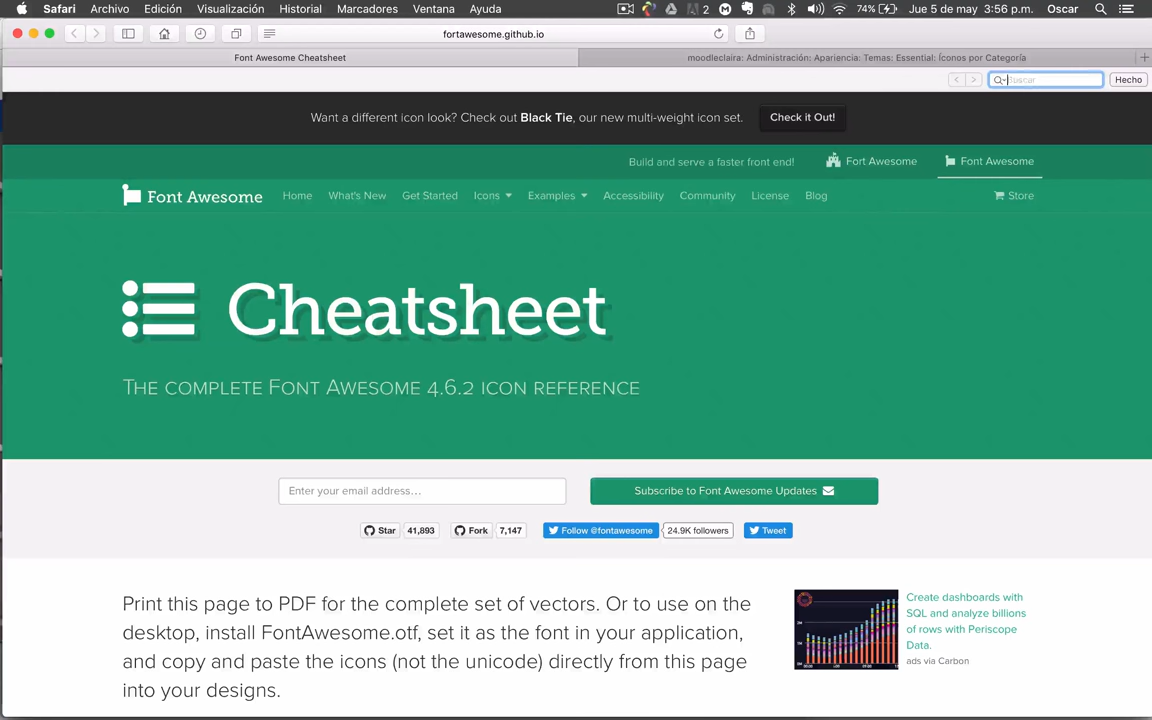 Safari Archivo Edición Visualización Historial Marcadores Ventana Ayuda 2 74% Jue 5 de may 3:56 p.m. Oscar
fortawesome.github.io
Font Awesome Cheatsheet moodleclaira: Administración: Apariencia: Temas: Essential: Íconos por Categoría
Buscar Hecho
Want a different icon look? Check out Black Tie, our new multi-weight icon set. Check it Out!
Build and serve a faster front end! Fort Awesome Font Awesome
Font Awesome Home What's New Get Started Icons Examples Accessibility Community License Blog Store
Cheatsheet
The complete Font Awesome 4.6.2 icon reference
Enter your email address... Subscribe to Font Awesome Updates
Star 41,893 Fork 7,147 Follow @fontawesome 24.9K followers Tweet
Print this page to PDF for the complete set of vectors. Or to use on the
desktop, install FontAwesome.otf, set it as the font in your application,
and copy and paste the icons (not the unicode) directly from this page
into your designs.
Create dashboards with
SQL and analyze billions
of rows with Periscope
Data.
ads via Carbon